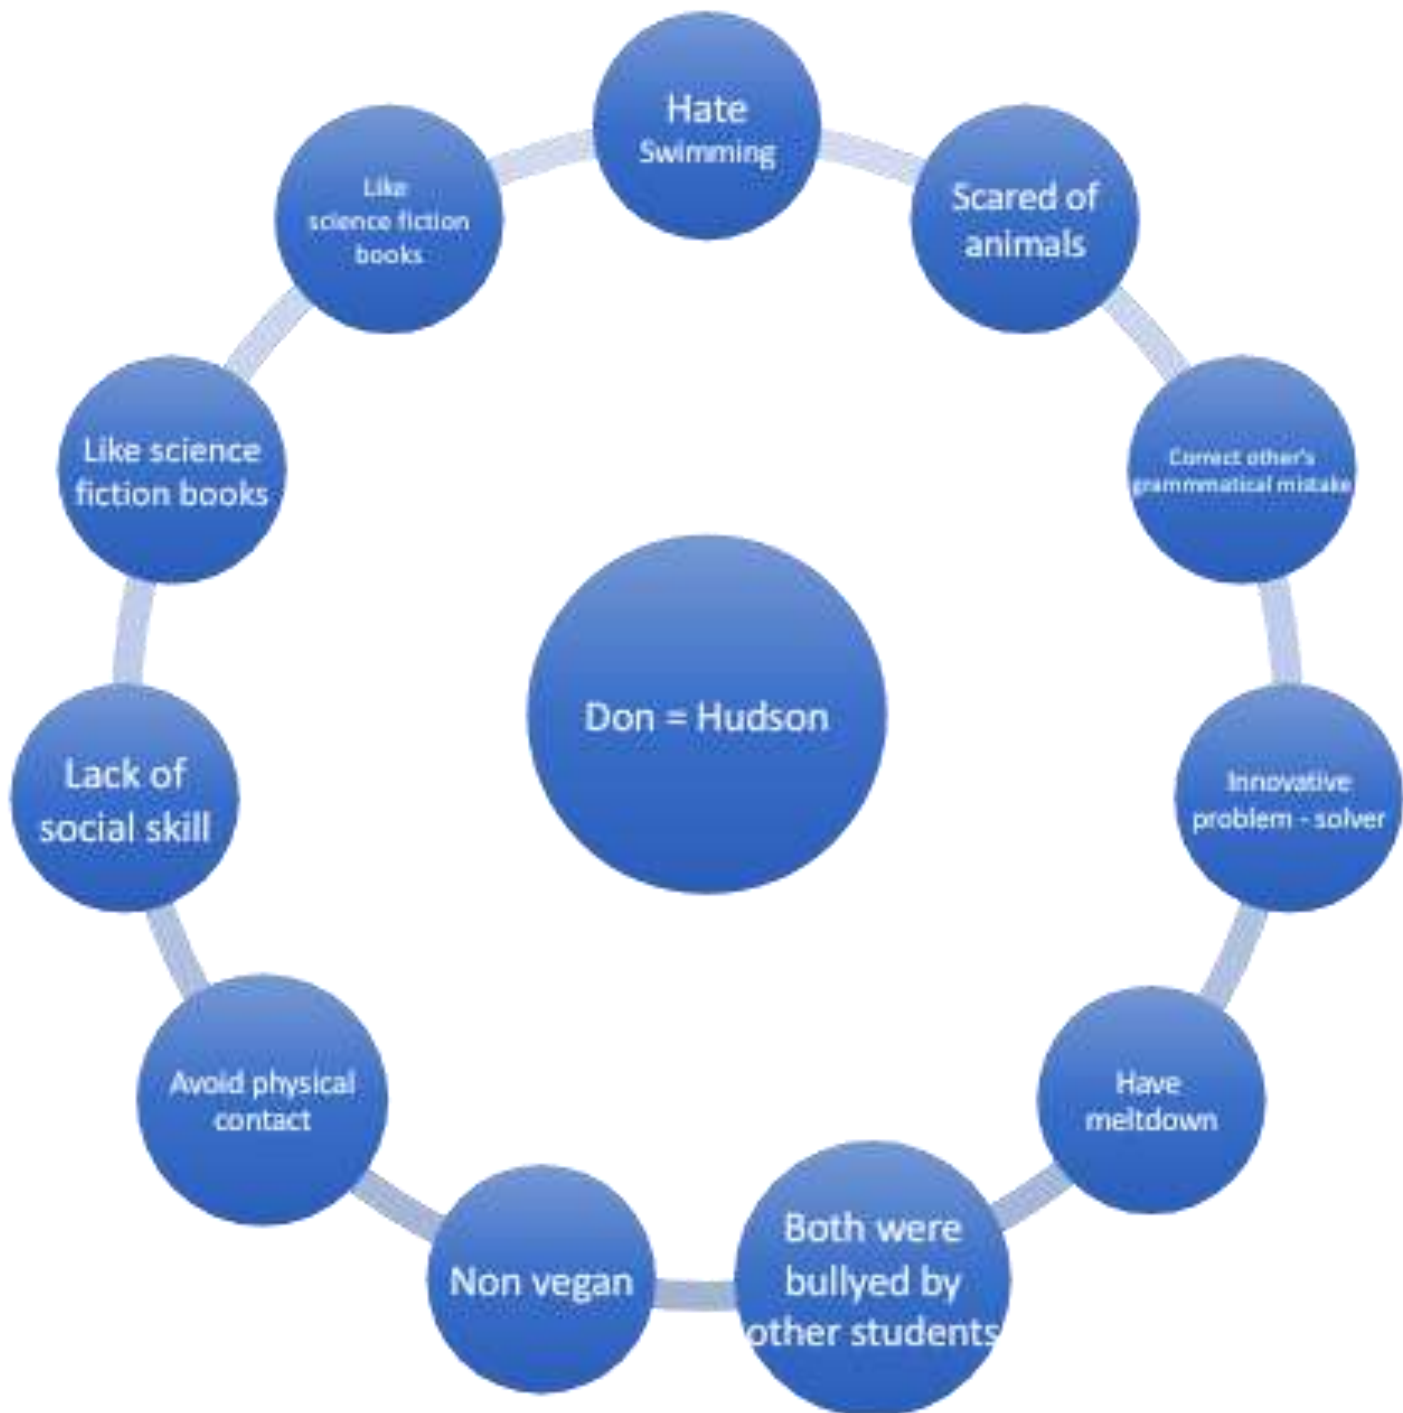 Hate
Swimming
Scared of
animals
Correct other's
grammmatical mistake
Innovative
problem - solver
Have
meltdown
Both were
bullyed by
other students
Non vegan
Avoid physical
contact
Lack of
social skill
Like science
fiction books
Like
science fiction
books
Don = Hudson